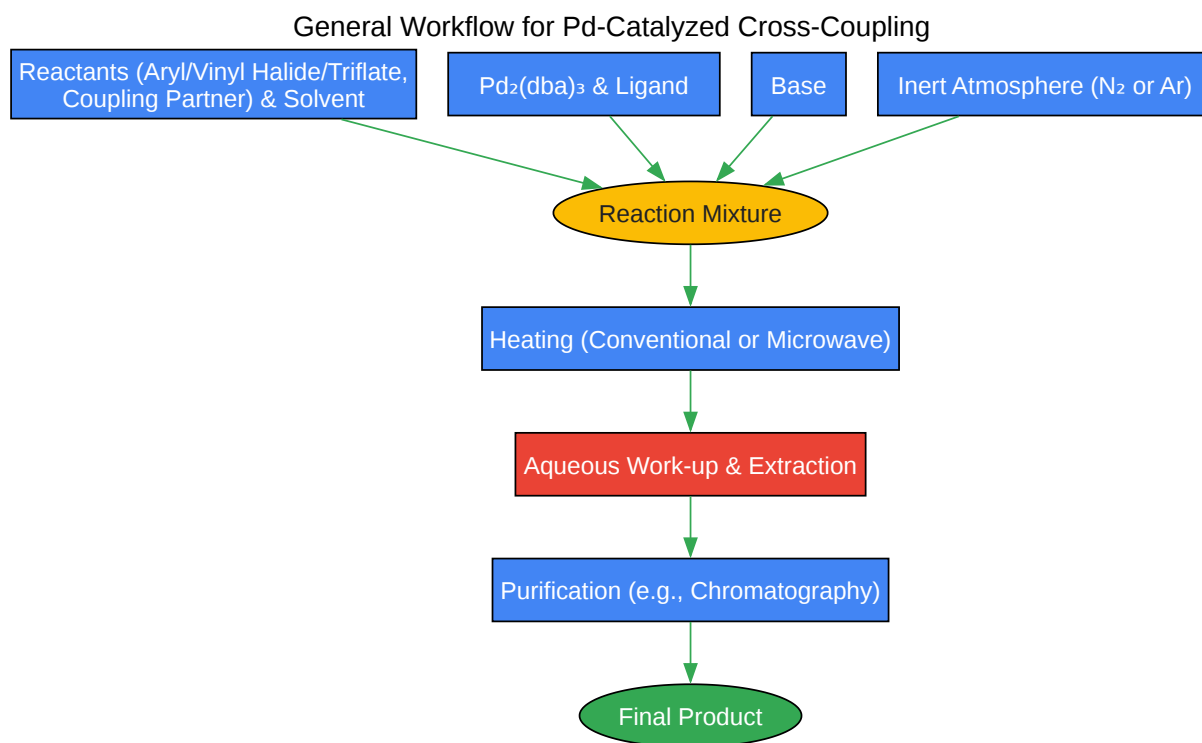 General Workflow for Pd-Catalyzed Cross-Coupling
Reactants (Aryl/Vinyl Halide/Triflate,
Coupling Partner) & Solvent
Pd₂(dba)₃ & Ligand
Base
Inert Atmosphere (N₂ or Ar)
Reaction Mixture
Heating (Conventional or Microwave)
Aqueous Work-up & Extraction
Purification (e.g., Chromatography)
Final Product